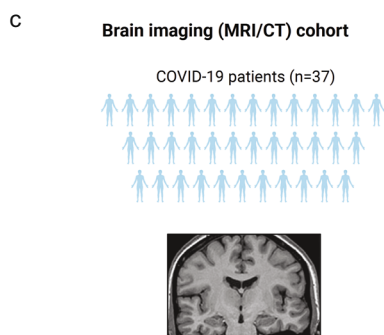 C
Brain imaging (MRI/CT) cohort
COVID-19 patients (n=37)